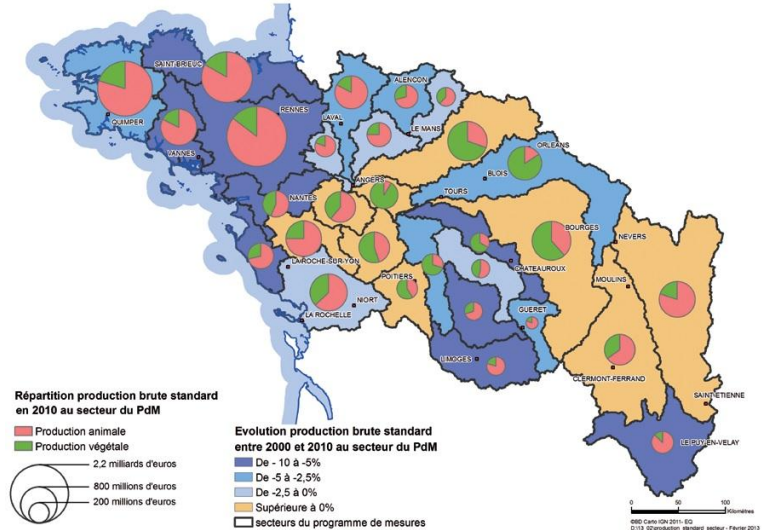 SAINT-BRIEUC
QUIMPER
RENNES
VANNES
LAVAL
ALENCON
LE MANS
ORLEANS
BLOIS
ANGERS
TOURS
NANTES
BOURGES
NEVERS
LA-ROCHE-SUR-YON
POITIERS
CHATEAUROUX
MOULINS
NIORT
LA ROCHELLE
GUERET
LIMOGES
CLERMONT-FERRAND
SAINT-ETIENNE
LE-PUY-EN-VELAY
Répartition production brute standard
en 2010 au secteur du PdM
Production animale
Production végétale
2,2 milliards d'euros
800 millions d'euros
200 millions d'euros
Evolution production brute standard
entre 2000 et 2010 au secteur du PdM
De - 10 à -5%
De -5 à -2,5%
De -2,5 à 0%
Supérieure à 0%
secteurs du programme de mesures
0 50 100
Kilomètres
©BD Carto IGN 2011- EQ
D:\13_02\production_standard_secteur - Février 2013